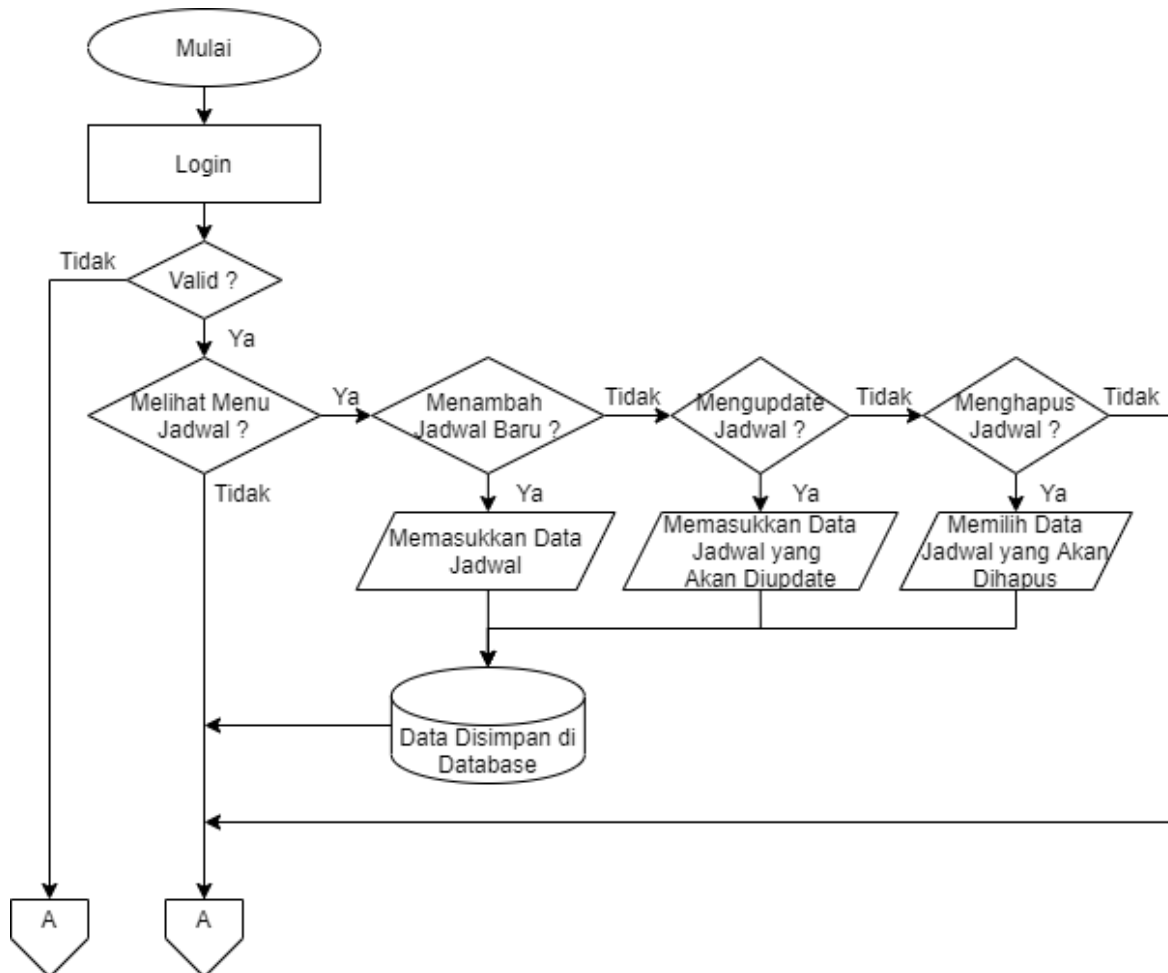 Mulai
Login
Tidak
Valid ?
Ya
Melihat Menu
Jadwal ?
Ya
Menambah
Jadwal Baru ?
Tidak
Mengupdate
Jadwal ?
Tidak
Menghapus
Jadwal ?
Tidak
Tidak
Ya
Ya
Ya
Memasukkan Data
Jadwal
Memasukkan Data
Jadwal yang
Akan Diupdate
Memilih Data
Jadwal yang Akan
Dihapus
Data Disimpan di
Database
A
A